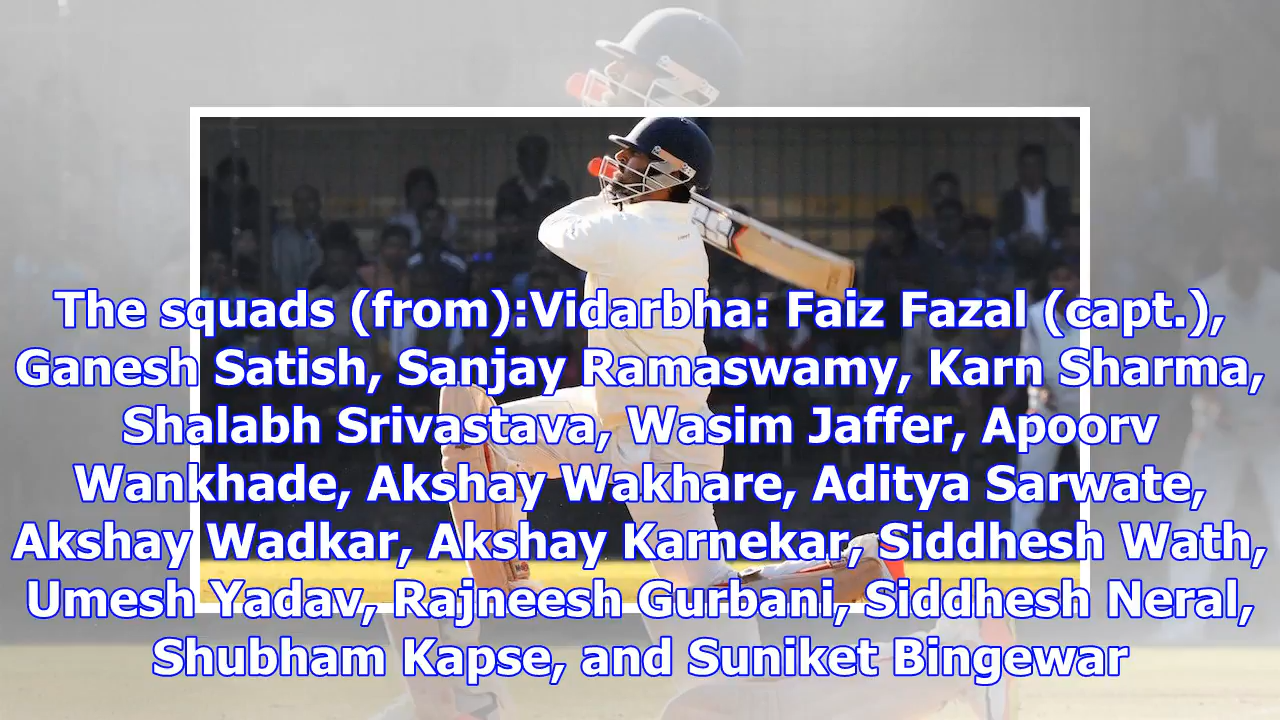 The squads (from):Vidarbha: Faiz Fazal (capt.),
Ganesh Satish, Sanjay Ramaswamy, Karn Sharma,
Shalabh Srivastava, Wasim Jaffer, Apoorv
Wankhade, Akshay Wakhare, Aditya Sarwate,
Akshay Wadkar, Akshay Karnekar, Siddhesh Wath,
Umesh Yadav, Rajneesh Gurbani, Siddhesh Neral,
Shubham Kapse, and Suniket Bingewar